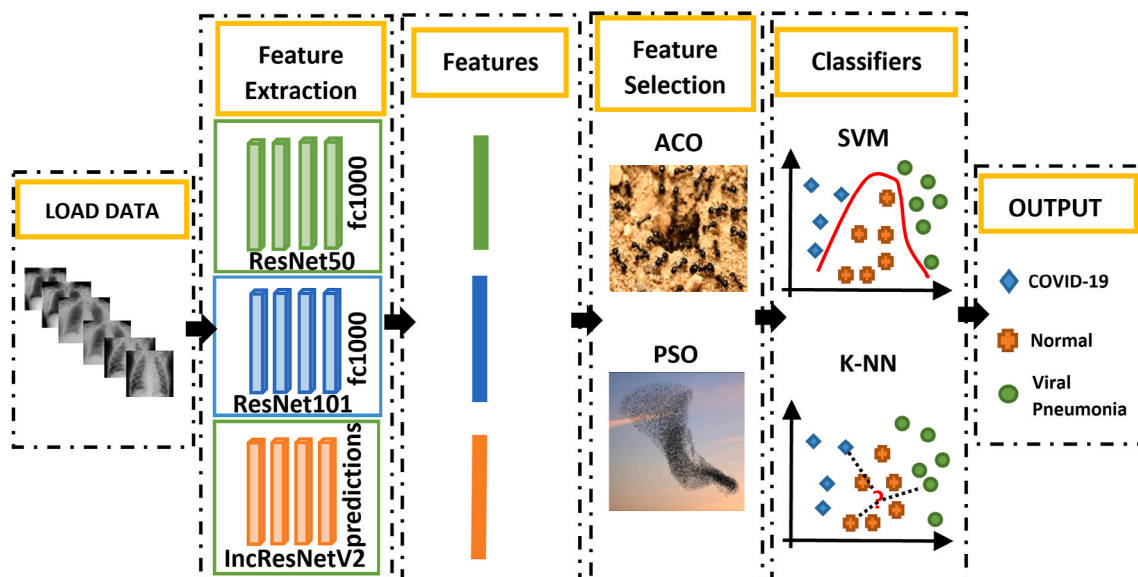 LOAD DATA
Feature
Extraction
fc1000
ResNet50
fc1000
ResNet101
predictions
IncResNetV2
Features
Feature
Selection
ACO
PSO
Classifiers
SVM
K-NN
?
OUTPUT
COVID-19
Normal
Viral
Pneumonia